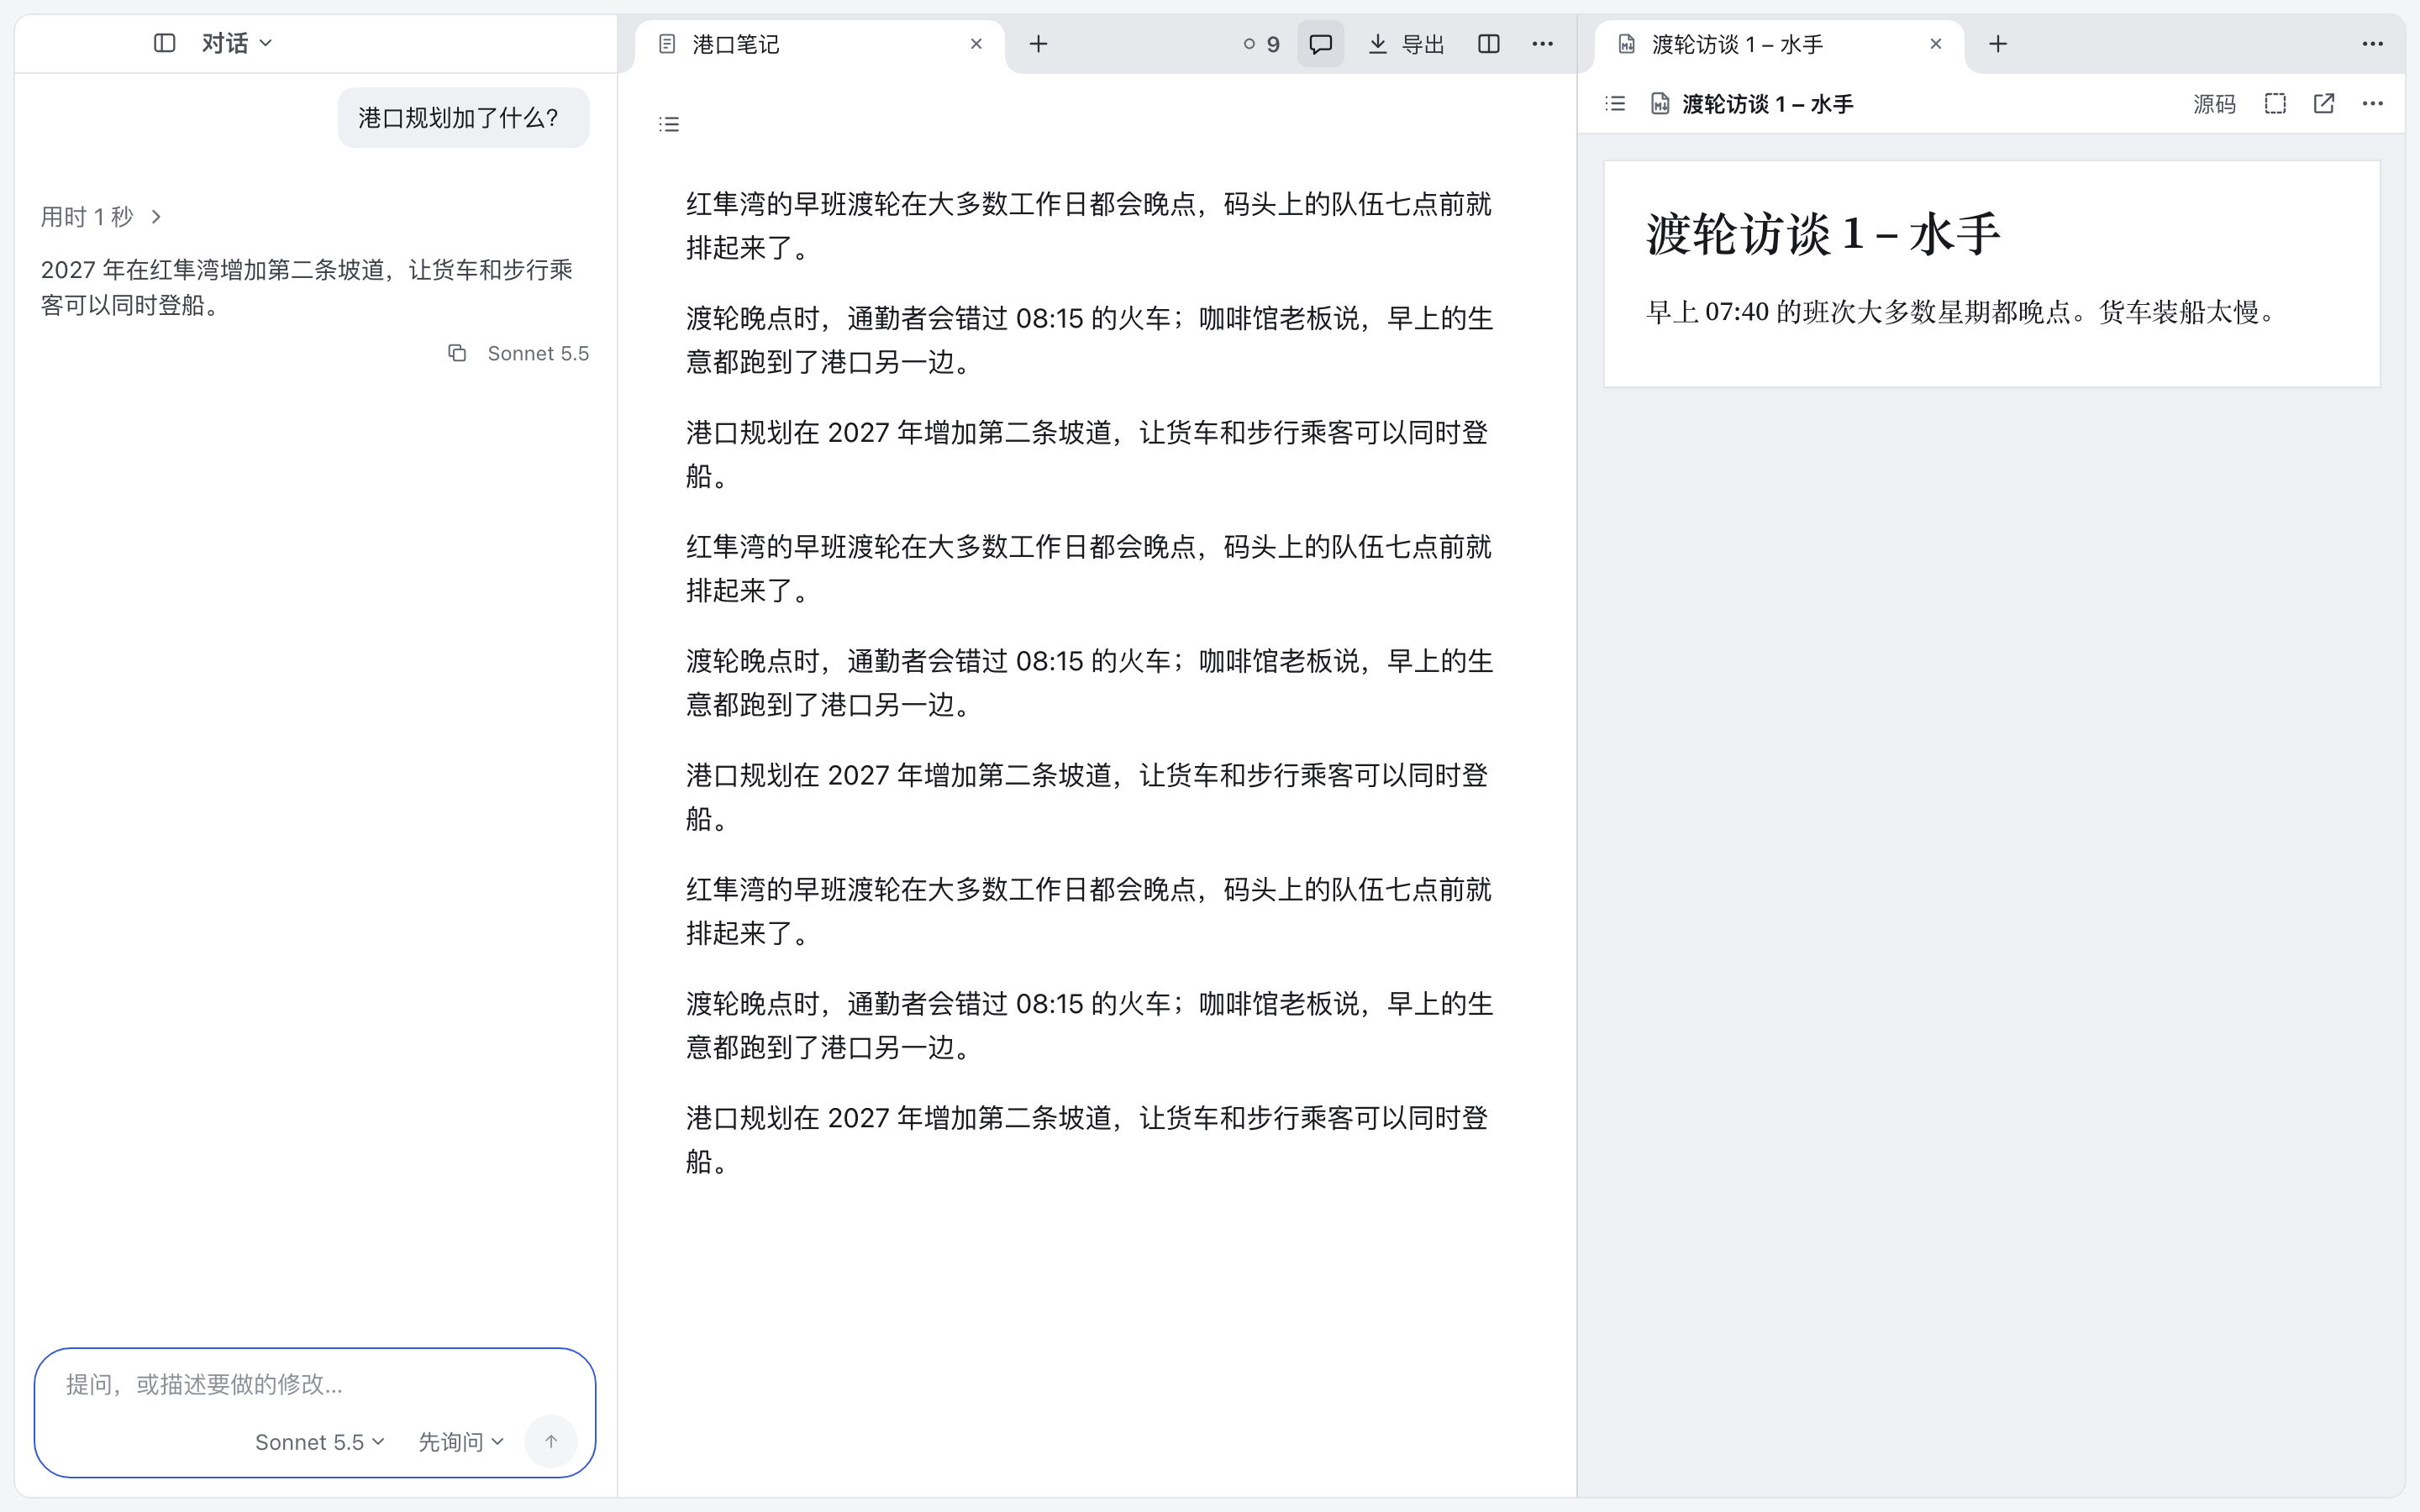 对话
港口规划加了什么？
用时 1 秒
2027 年在红隼湾增加第二条坡道，让货车和步行乘
客可以同时登船。
Sonnet 5.5
提问，或描述要做的修改...
Sonnet 5.5
先询问
港口笔记
9
导出
红隼湾的早班渡轮在大多数工作日都会晚点，码头上的队伍七点前就
排起来了。
渡轮晚点时，通勤者会错过 08:15 的火车；咖啡馆老板说，早上的生
意都跑到了港口另一边。
港口规划在 2027 年增加第二条坡道，让货车和步行乘客可以同时登
船。
红隼湾的早班渡轮在大多数工作日都会晚点，码头上的队伍七点前就
排起来了。
渡轮晚点时，通勤者会错过 08:15 的火车；咖啡馆老板说，早上的生
意都跑到了港口另一边。
港口规划在 2027 年增加第二条坡道，让货车和步行乘客可以同时登
船。
红隼湾的早班渡轮在大多数工作日都会晚点，码头上的队伍七点前就
排起来了。
渡轮晚点时，通勤者会错过 08:15 的火车；咖啡馆老板说，早上的生
意都跑到了港口另一边。
港口规划在 2027 年增加第二条坡道，让货车和步行乘客可以同时登
船。
渡轮访谈 1 – 水手
渡轮访谈 1 – 水手
源码
渡轮访谈 1 – 水手
早上 07:40 的班次大多数星期都晚点。货车装船太慢。